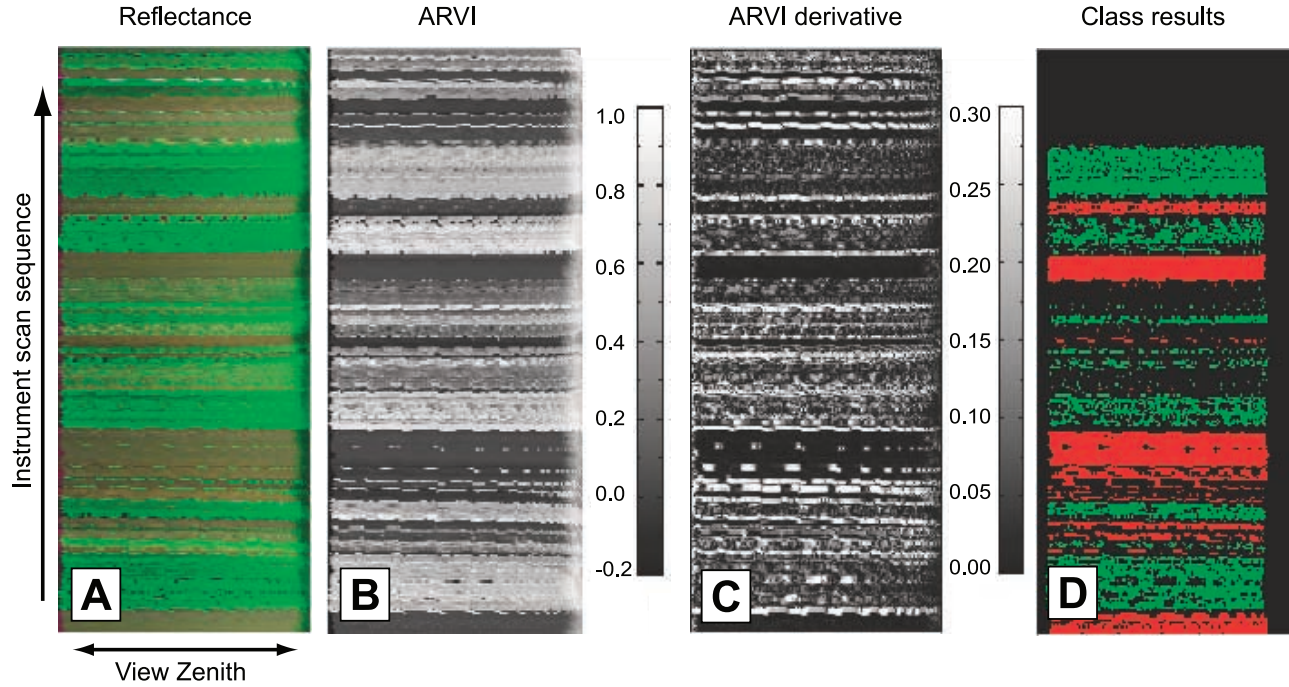 Reflectance
ARVI
ARVI derivative
Class results
Instrument scan sequence
1.0
0.8
0.6
0.4
0.2
0.0
-0.2
0.30
0.25
0.20
0.15
0.10
0.05
0.00
A
B
C
D
View Zenith